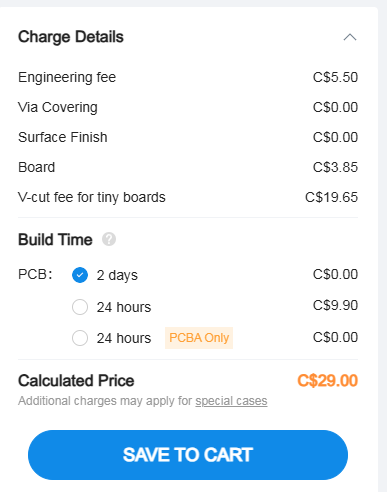 Charge Details
Engineering fee C$5.50
Via Covering C$0.00
Surface Finish C$0.00
Board C$3.85
V-cut fee for tiny boards C$19.65
Build Time ?
PCB: 2 days C$0.00
24 hours C$9.90
24 hours PCBA Only C$0.00
Calculated Price C$29.00
Additional charges may apply for special cases
SAVE TO CART